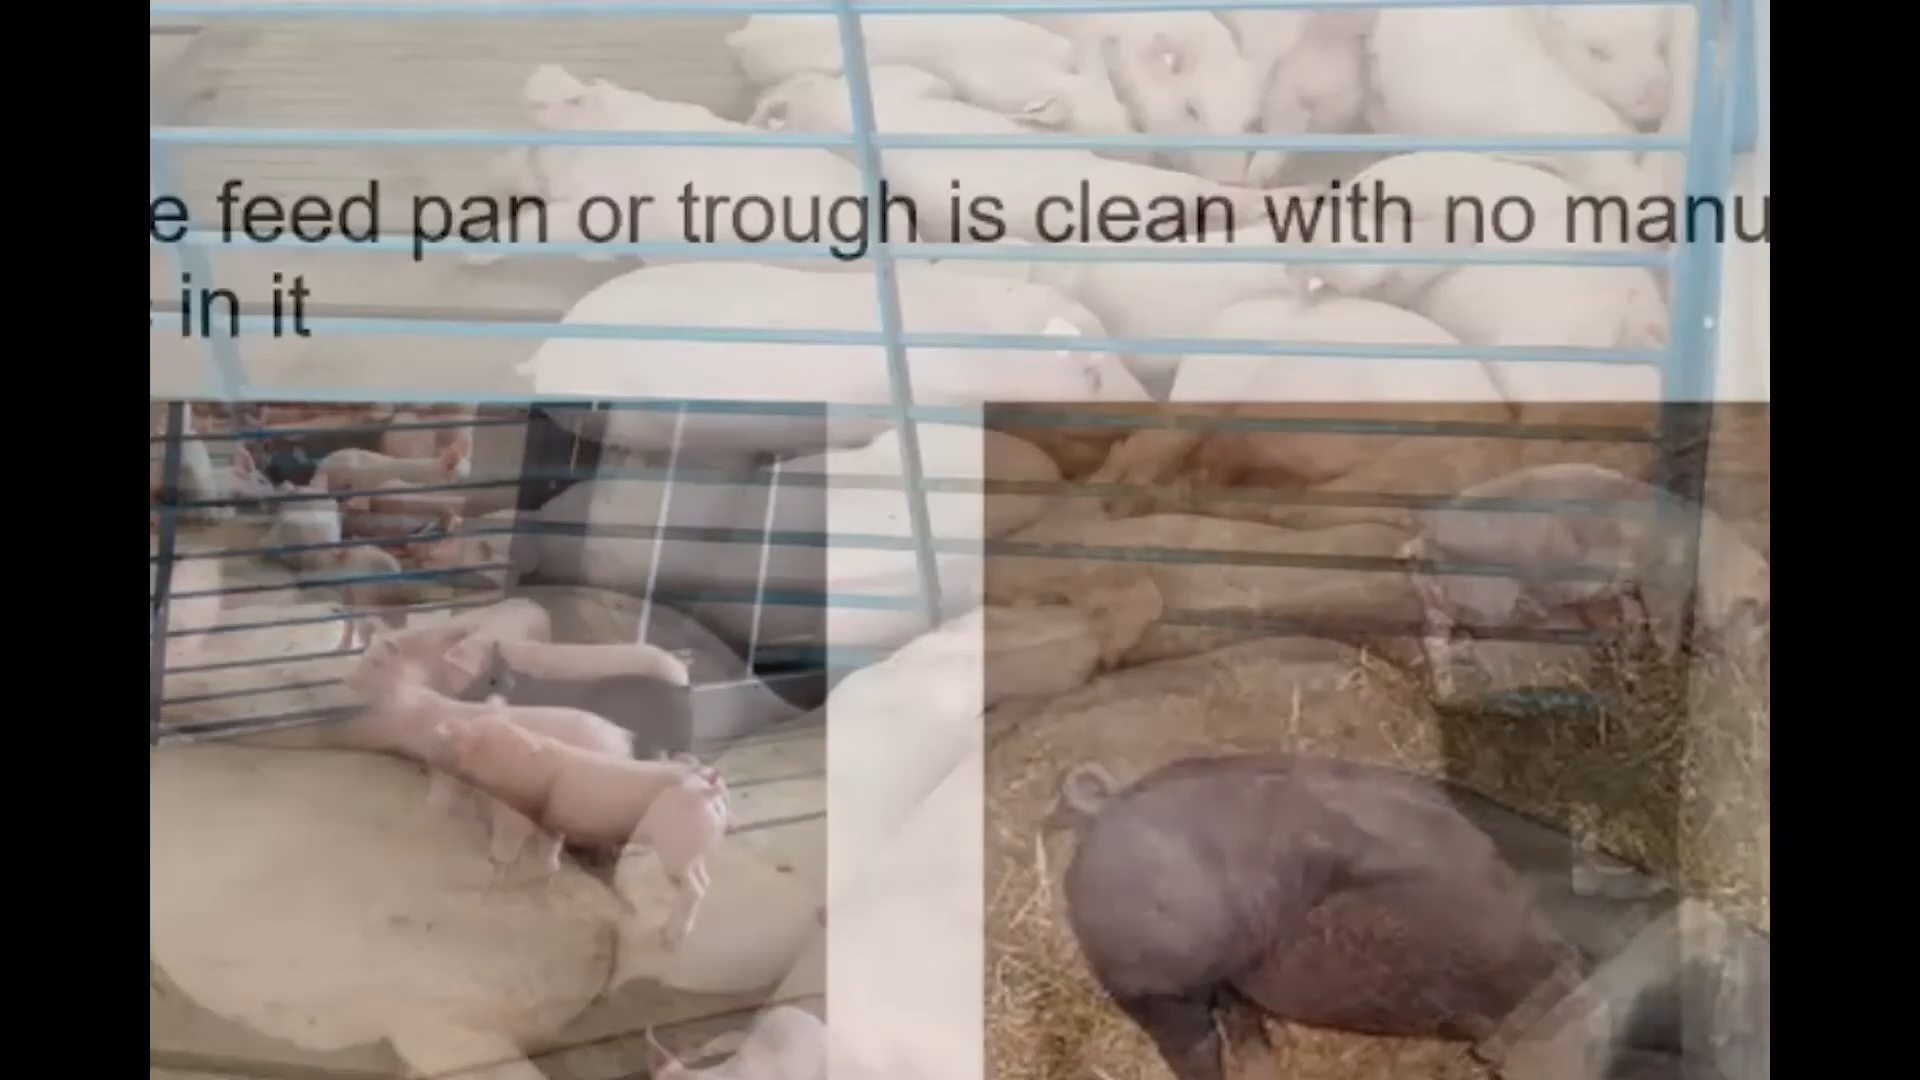 e feed pan or trough is clean with no manu
in it